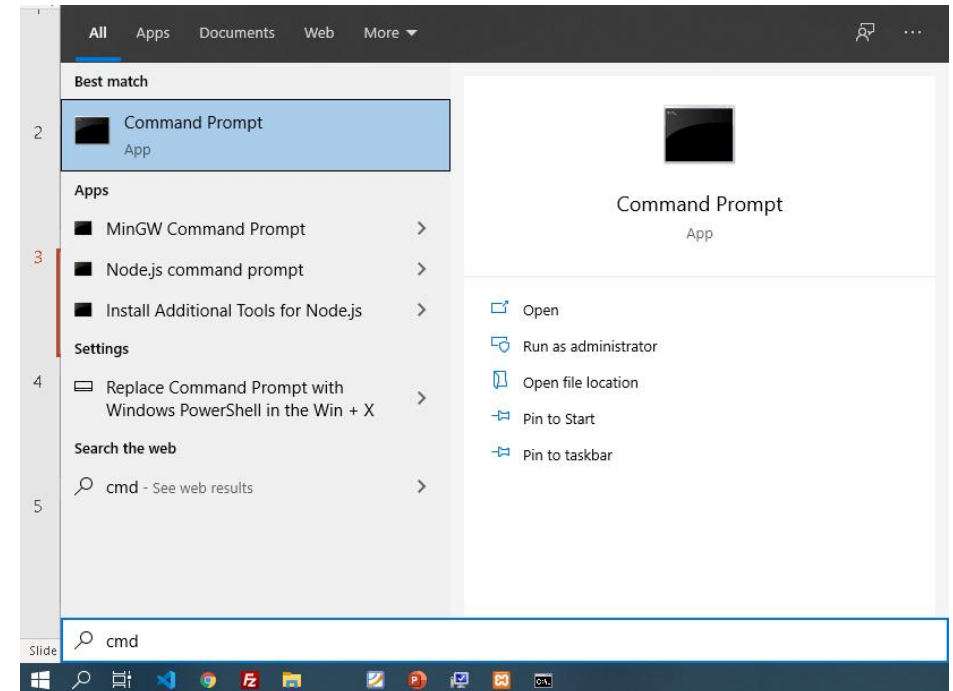 All Apps Documents Web More
Best match
Command Prompt
App
Apps
MinGW Command Prompt
Node.js command prompt
Install Additional Tools for Node.js
Settings
Replace Command Prompt with
Windows PowerShell in the Win + X
Search the web
cmd - See web results
Command Prompt
App
Open
Run as administrator
Open file location
Pin to Start
Pin to taskbar
2
3
4
5
Slide
cmd